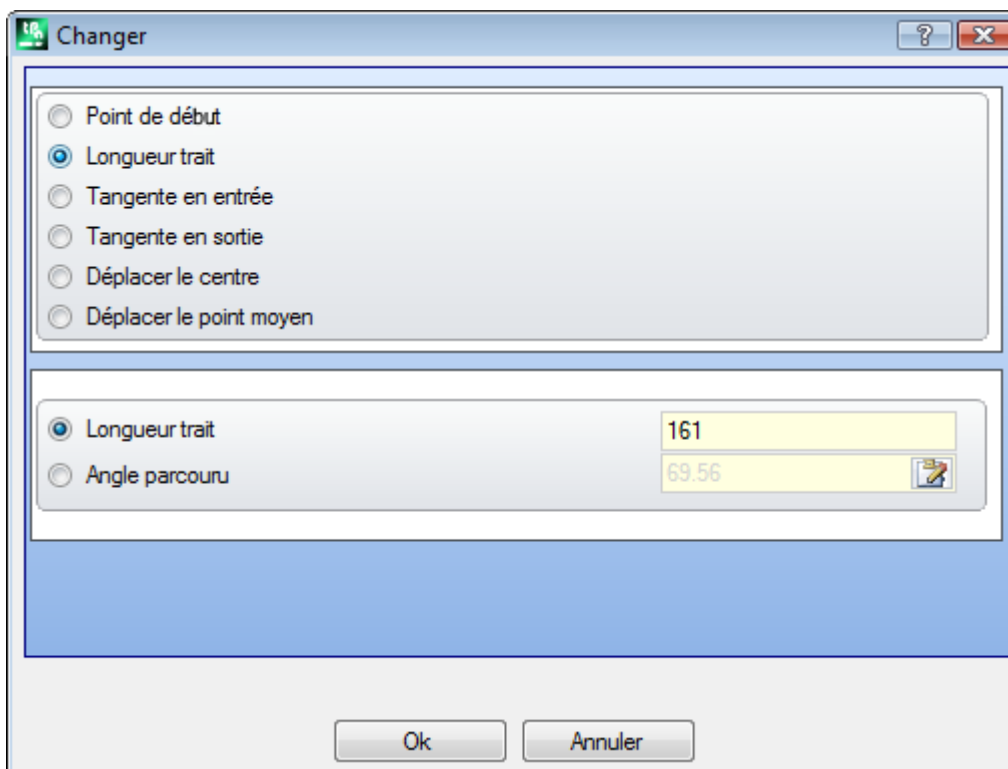 Changer
Point de début
Longueur trait
Tangente en entrée
Tangente en sortie
Déplacer le centre
Déplacer le point moyen
Longueur trait 161
Angle parcouru 69.56
Ok Annuler